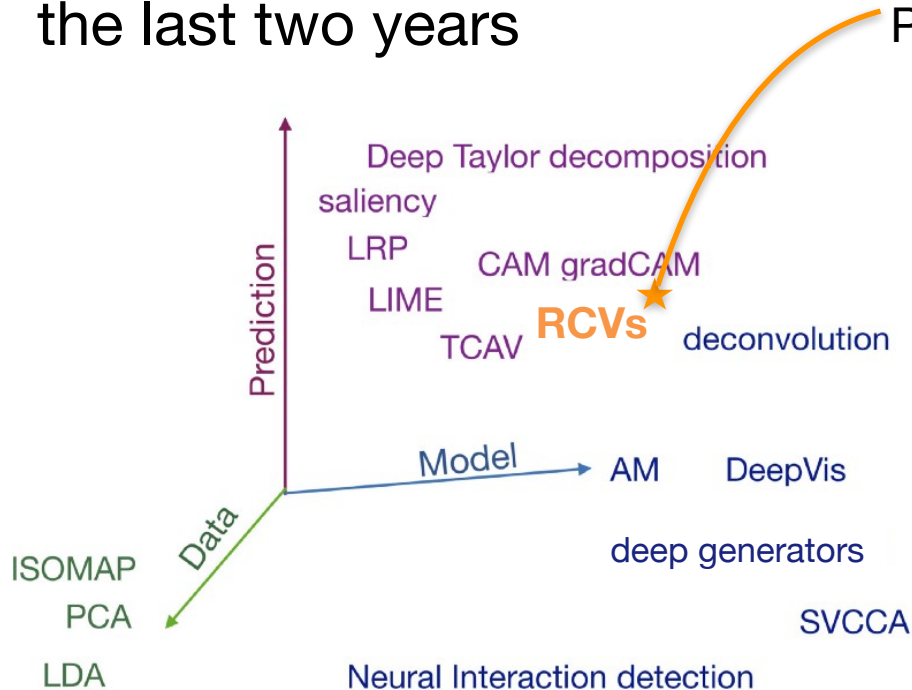 the last two years
P
Deep Taylor decomposition
saliency
LRP
CAM gradCAM
LIME
RCVs
TCAV
deconvolution
Prediction
Model
AM
DeepVis
Data
deep generators
ISOMAP
PCA
SVCCA
LDA
Neural Interaction detection